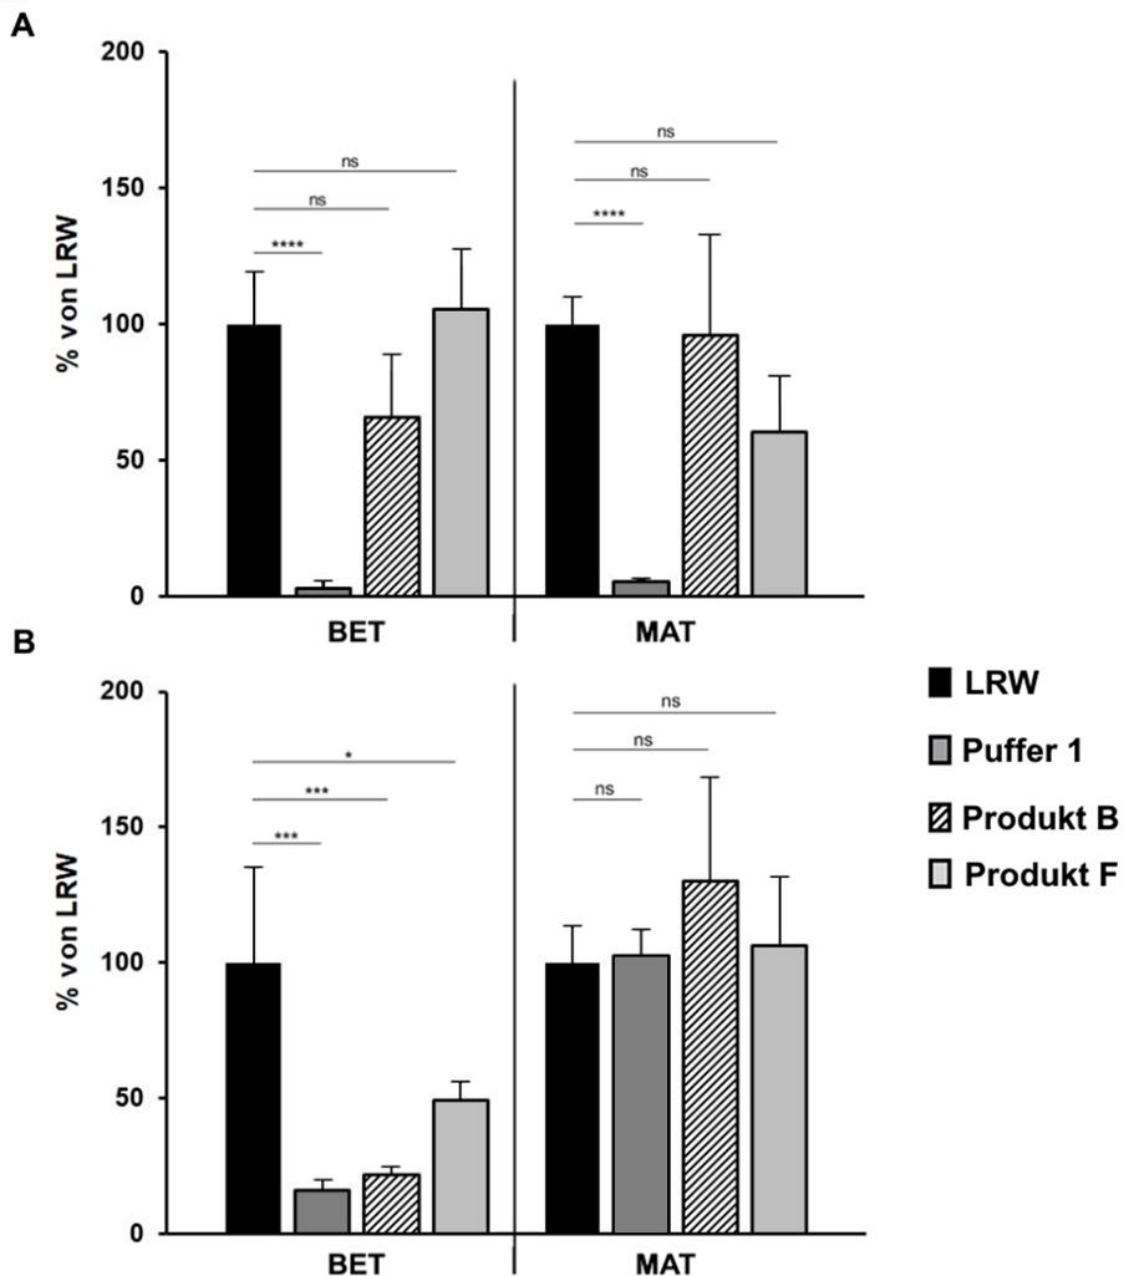 A
200
150
100
50
0
% von LRW
ns
ns
****
ns
ns
****
BET
MAT
B
200
150
100
50
0
% von LRW
*
***
***
ns
ns
ns
BET
MAT
LRW
Puffer 1
Produkt B
Produkt F